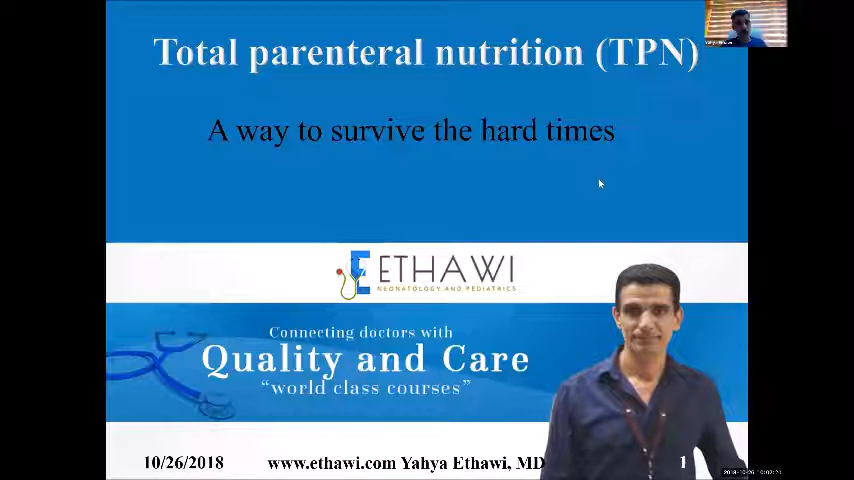 Total parenteral nutrition (TPN)
A way to survive the hard times
ETHAWI
NEONATOLOGY AND PEDIATRICS
Connecting doctors with
Quality and Care
“world class courses”
10/26/2018 www.ethawi.com Yahya Ethawi, MD 1